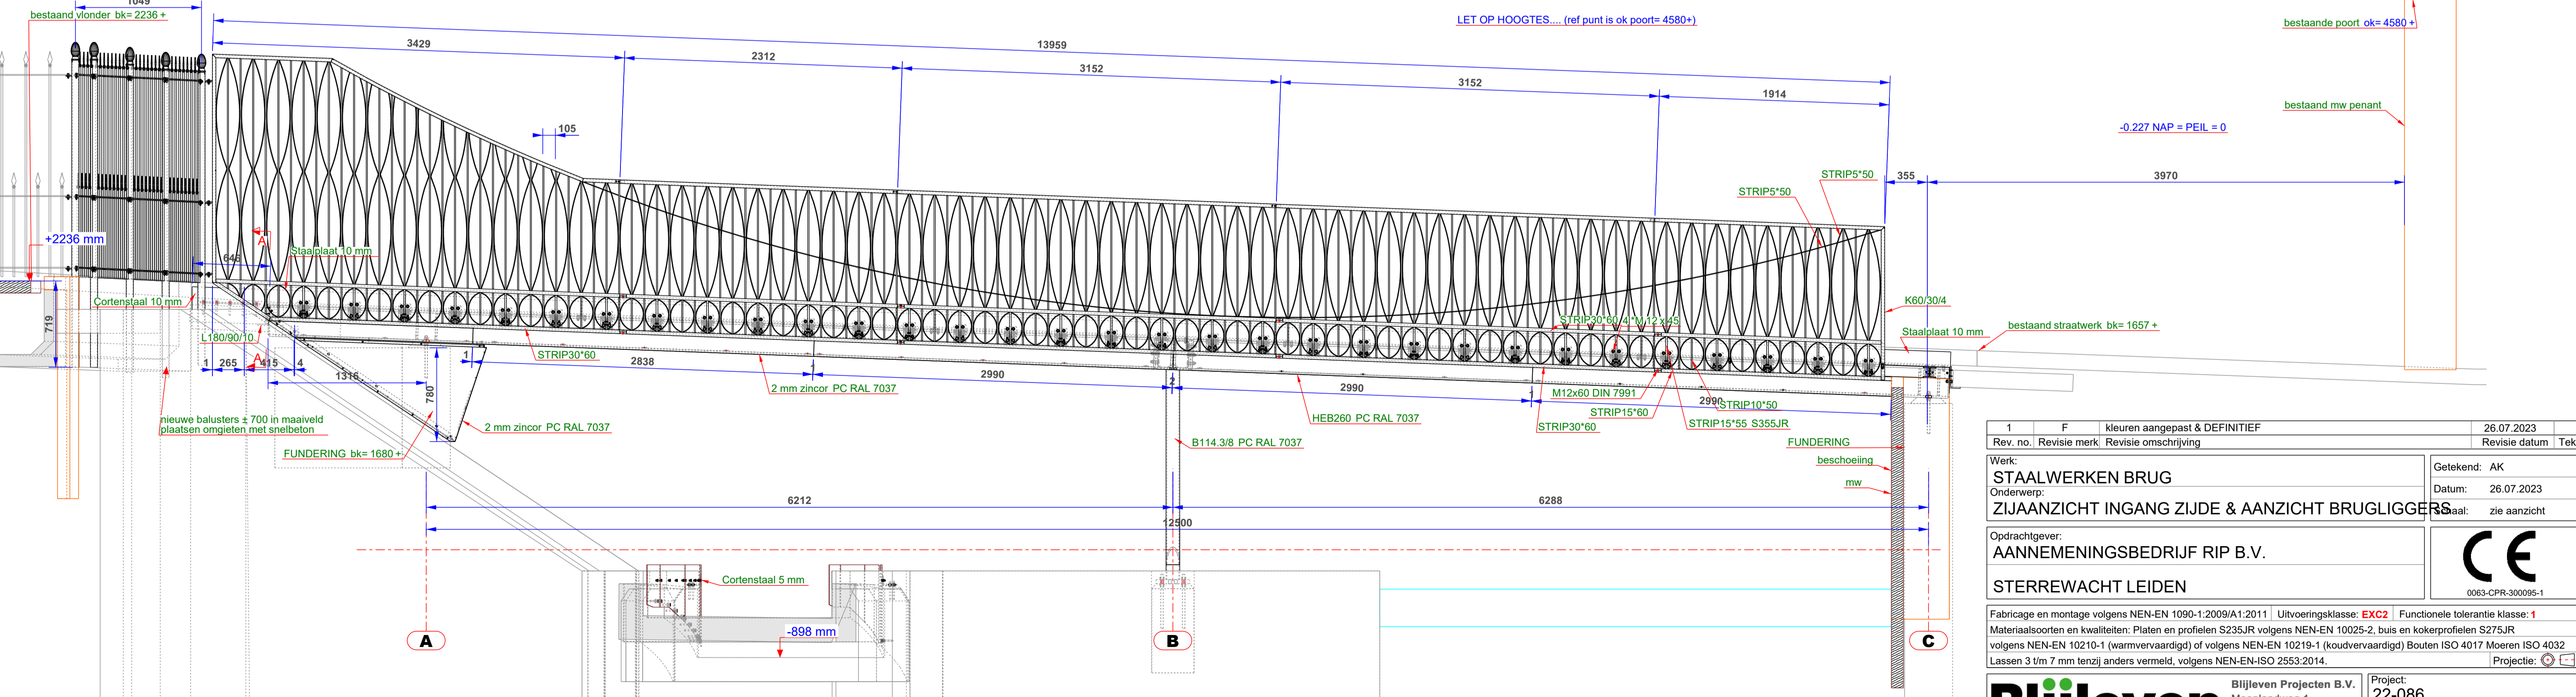 1049
bestaand vlonder bk= 2236 +
LET OP HOOGTES.... (ref punt is ok poort= 4580+)
bestaande poort ok= 4580 +
3429
2312
13959
3152
3152
1914
105
bestaand mw penant
-0.227 NAP = PEIL = 0
STRIP5*50
STRIP5*50
355
3970
+2236 mm
A
646
Staalplaat 10 mm
Cortenstaal 10 mm
719
K60/30/4
STRIP30*60
4 *M 12 x 45
Staalplaat 10 mm
bestaand straatwerk bk= 1657 +
L180/90/10
A
STRIP30*60
1
265
415
4
1316
780
1
2838
1
2990
2
2990
1
2990
2 mm zincor PC RAL 7037
M12x60 DIN 7991
STRIP10*50
STRIP15*60
HEB260 PC RAL 7037
STRIP15*55 S355JR
STRIP30*60
nieuwe balusters ± 700 in maaiveld
plaatsen omgieten met snelbeton
2 mm zincor PC RAL 7037
FUNDERING bk= 1680 +
B114.3/8 PC RAL 7037
FUNDERING
beschoeiing
mw
6212
6288
12500
Cortenstaal 5 mm
-898 mm
A
B
C
1 F kleuren aangepast & DEFINITIEF 26.07.2023
Rev. no. Revisie merk Revisie omschrijving Revisie datum Tek
Werk:
STAALWERKEN BRUG
Onderwerp:
ZIJAANZICHT INGANG ZIJDE & AANZICHT BRUGLIGGERS
Getekend: AK
Datum: 26.07.2023
Schaal: zie aanzicht
Opdrachtgever:
AANNEMENINGSBEDRIJF RIP B.V.
STERREWACHT LEIDEN
CE
0063-CPR-300095-1
Fabricage en montage volgens NEN-EN 1090-1:2009/A1:2011 Uitvoeringsklasse: EXC2 Functionele tolerantie klasse: 1
Materiaalsoorten en kwaliteiten: Platen en profielen S235JR volgens NEN-EN 10025-2, buis en kokerprofielen S275JR
volgens NEN-EN 10210-1 (warmvervaardigd) of volgens NEN-EN 10219-1 (koudvervaardigd) Bouten ISO 4017 Moeren ISO 4032
Lassen 3 t/m 7 mm tenzij anders vermeld, volgens NEN-EN-ISO 2553:2014. Projectie:
Blijleven
Blijleven Projecten B.V.
Project:
22-086